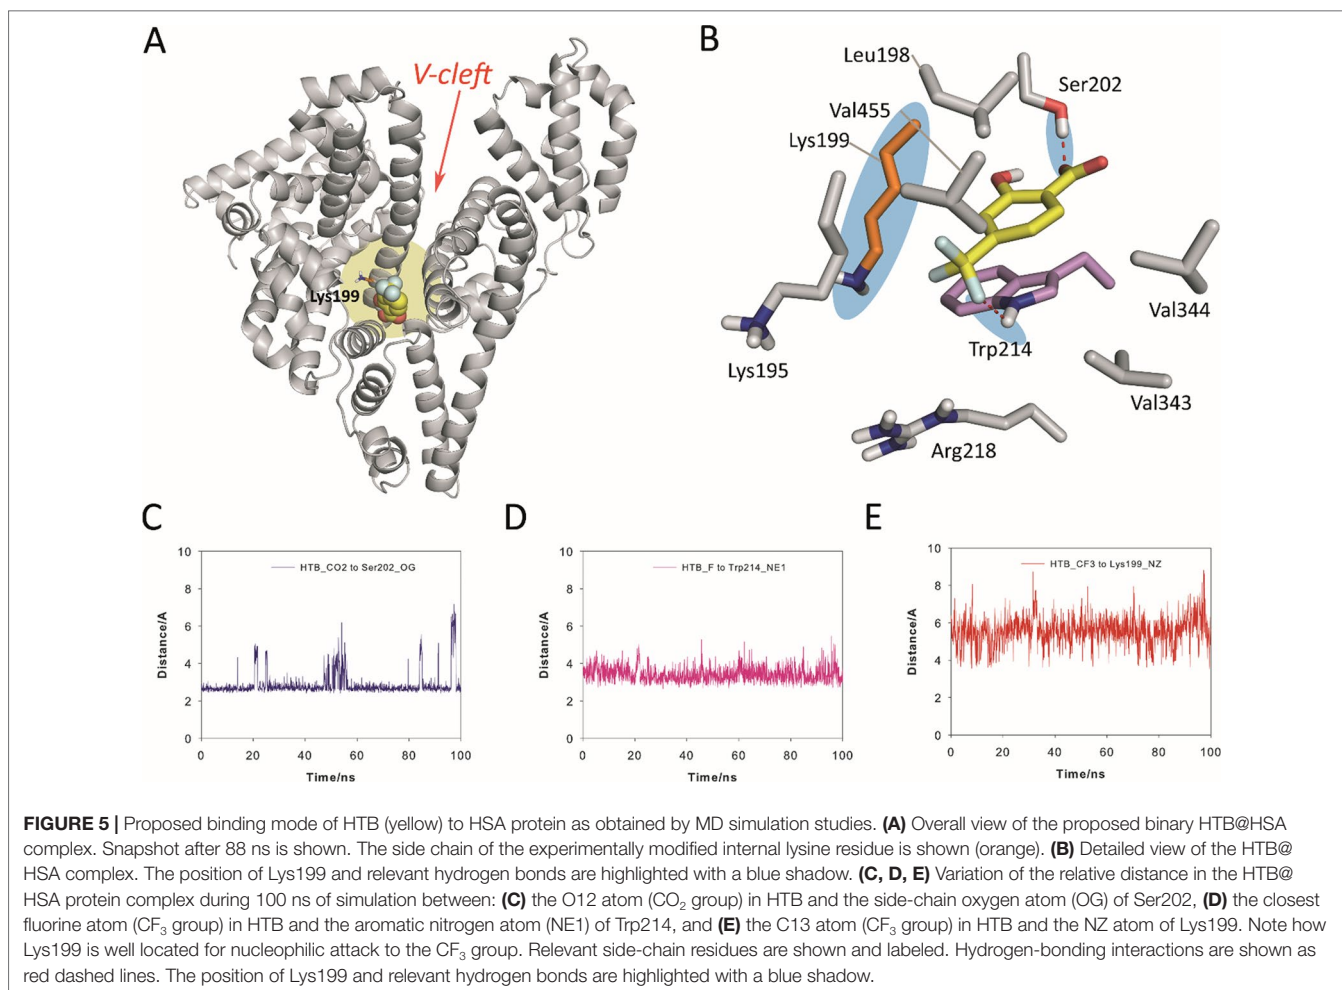 A
V-cleft
Lys199
B
Leu198
Ser202
Val455
Lys199
Lys195
Val344
Trp214
Val343
Arg218
C
10
8
6
4
2
0
Distance/A
HTB_CO2 to Ser202_OG
0 20 40 60 80 100
Time/ns
D
10
8
6
4
2
0
Distance/A
HTB_F to Trp214_NE1
0 20 40 60 80 100
Time/ns
E
10
8
6
4
2
0
Distance/A
HTB_CF3 to Lys199_NZ
0 20 40 60 80 100
Time/ns
FIGURE 5 | Proposed binding mode of HTB (yellow) to HSA protein as obtained by MD simulation studies. (A) Overall view of the proposed binary HTB@HSA
complex. Snapshot after 88 ns is shown. The side chain of the experimentally modified internal lysine residue is shown (orange). (B) Detailed view of the HTB@
HSA complex. The position of Lys199 and relevant hydrogen bonds are highlighted with a blue shadow. (C, D, E) Variation of the relative distance in the HTB@
HSA protein complex during 100 ns of simulation between: (C) the O12 atom (CO₂ group) in HTB and the side-chain oxygen atom (OG) of Ser202, (D) the closest
fluorine atom (CF₃ group) in HTB and the aromatic nitrogen atom (NE1) of Trp214, and (E) the C13 atom (CF₃ group) in HTB and the NZ atom of Lys199. Note how
Lys199 is well located for nucleophilic attack to the CF₃ group. Relevant side-chain residues are shown and labeled. Hydrogen-bonding interactions are shown as
red dashed lines. The position of Lys199 and relevant hydrogen bonds are highlighted with a blue shadow.